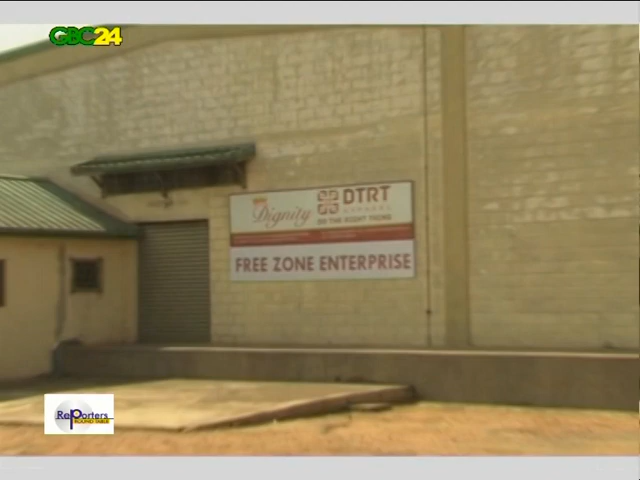 GBC24
Dignity DTRT
DO THE RIGHT THING
FREE ZONE ENTERPRISE
Reporters
ROUND TABLE